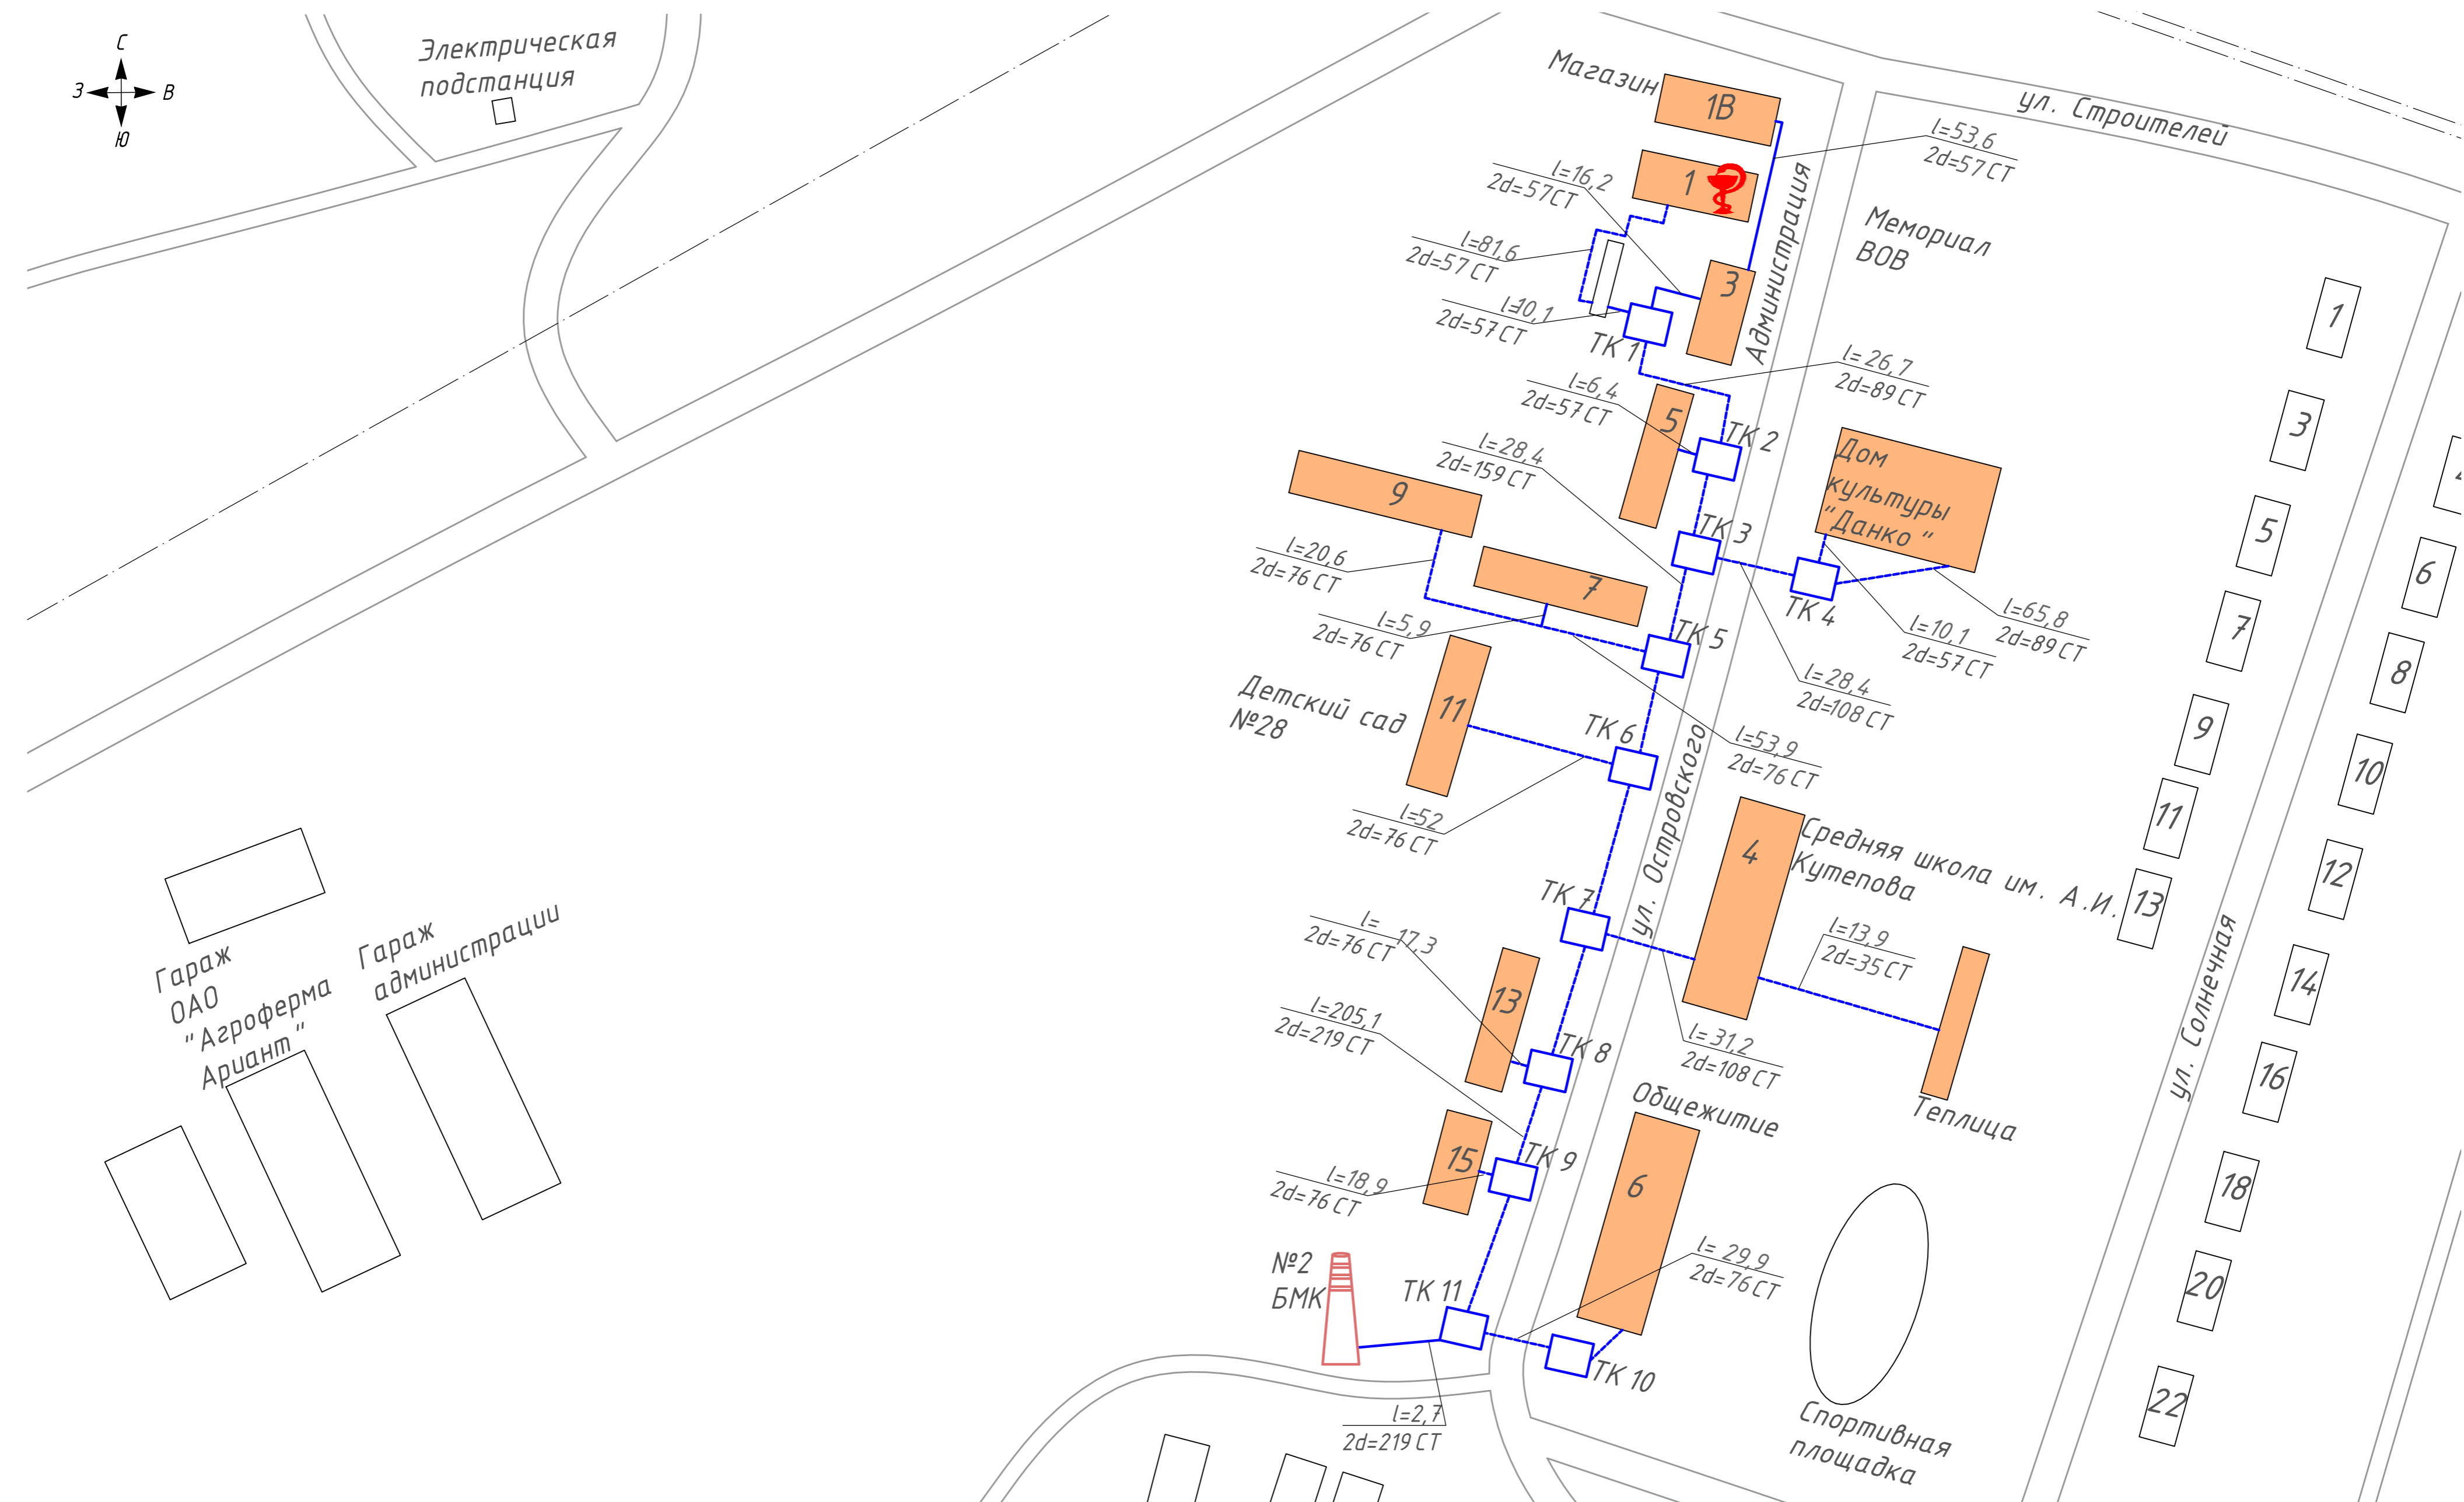 С
З
В
Ю
Электрическая
подстанция
Магазин
1В
ул. Строителей
l=53,6
2d=57 СТ
l=16,2
2d=57СТ
1
Администрация
Мемориал
ВОВ
l=81,6
2d=57 СТ
3
l=10,1
2d=57 СТ
ТК 1
l= 26,7
2d=89 СТ
l=6,4
2d=57 СТ
5
ТК 2
l=28,4
2d=159 СТ
Дом
культуры
"Данко "
9
ТК 3
l=20,6
2d=76 СТ
7
ТК 4
l=5,9
2d=76 СТ
ТК 5
l=10,1
2d=57 СТ
l=65,8
2d=89 СТ
l=28,4
2d=108 СТ
Детский сад
№28
11
ТК 6
ул. Островского
l=53,9
2d=76 СТ
l=52
2d=76 СТ
4
Средняя школа им. А.И.
Кутепова
ТК 7
l= 17,3
2d=76 СТ
l=13,9
2d=35 СТ
13
l=205,1
2d=219 СТ
ТК 8
l= 31,2
2d=108 СТ
Теплица
Общежитие
15
ТК 9
l=18,9
2d=76 СТ
6
№2
БМК
ТК 11
l= 29,9
2d=76 СТ
ТК 10
l=2,7
2d=219 СТ
Спортивная
площадка
Гараж
ОАО
"Агроферма
Ариант"
Гараж
администрации
ул. Солнечная
1
3
5
7
9
11
13
6
8
10
12
14
16
18
20
22